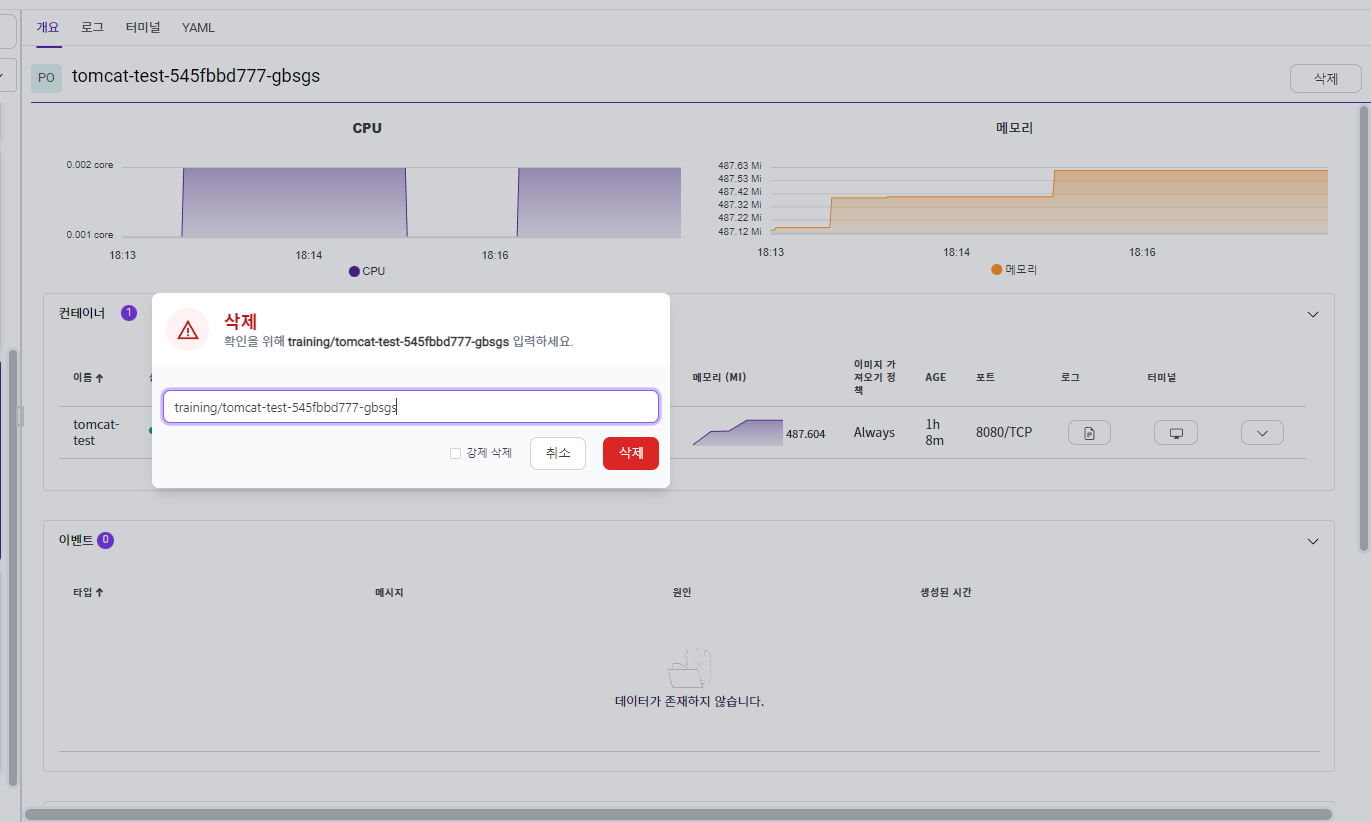 개요 로그 터미널 YAML
PO tomcat-test-545fbbd777-gbsgs 삭제
CPU
0.002 core
0.001 core
18:13 18:14 18:16
CPU
메모리
487.63 Mi
487.53 Mi
487.42 Mi
487.32 Mi
487.22 Mi
487.12 Mi
18:13 18:14 18:16
메모리
컨테이너 1
삭제
확인을 위해 training/tomcat-test-545fbbd777-gbsgs 입력하세요.
training/tomcat-test-545fbbd777-gbsgs
강제 삭제 취소 삭제
이름 메모리 (MI) 이미지 가져오기 정책 AGE 포트 로그 터미널
tomcat-test 487.604 Always 1h 8m 8080/TCP
이벤트 0
타입 메시지 원인 생성된 시간
데이터가 존재하지 않습니다.